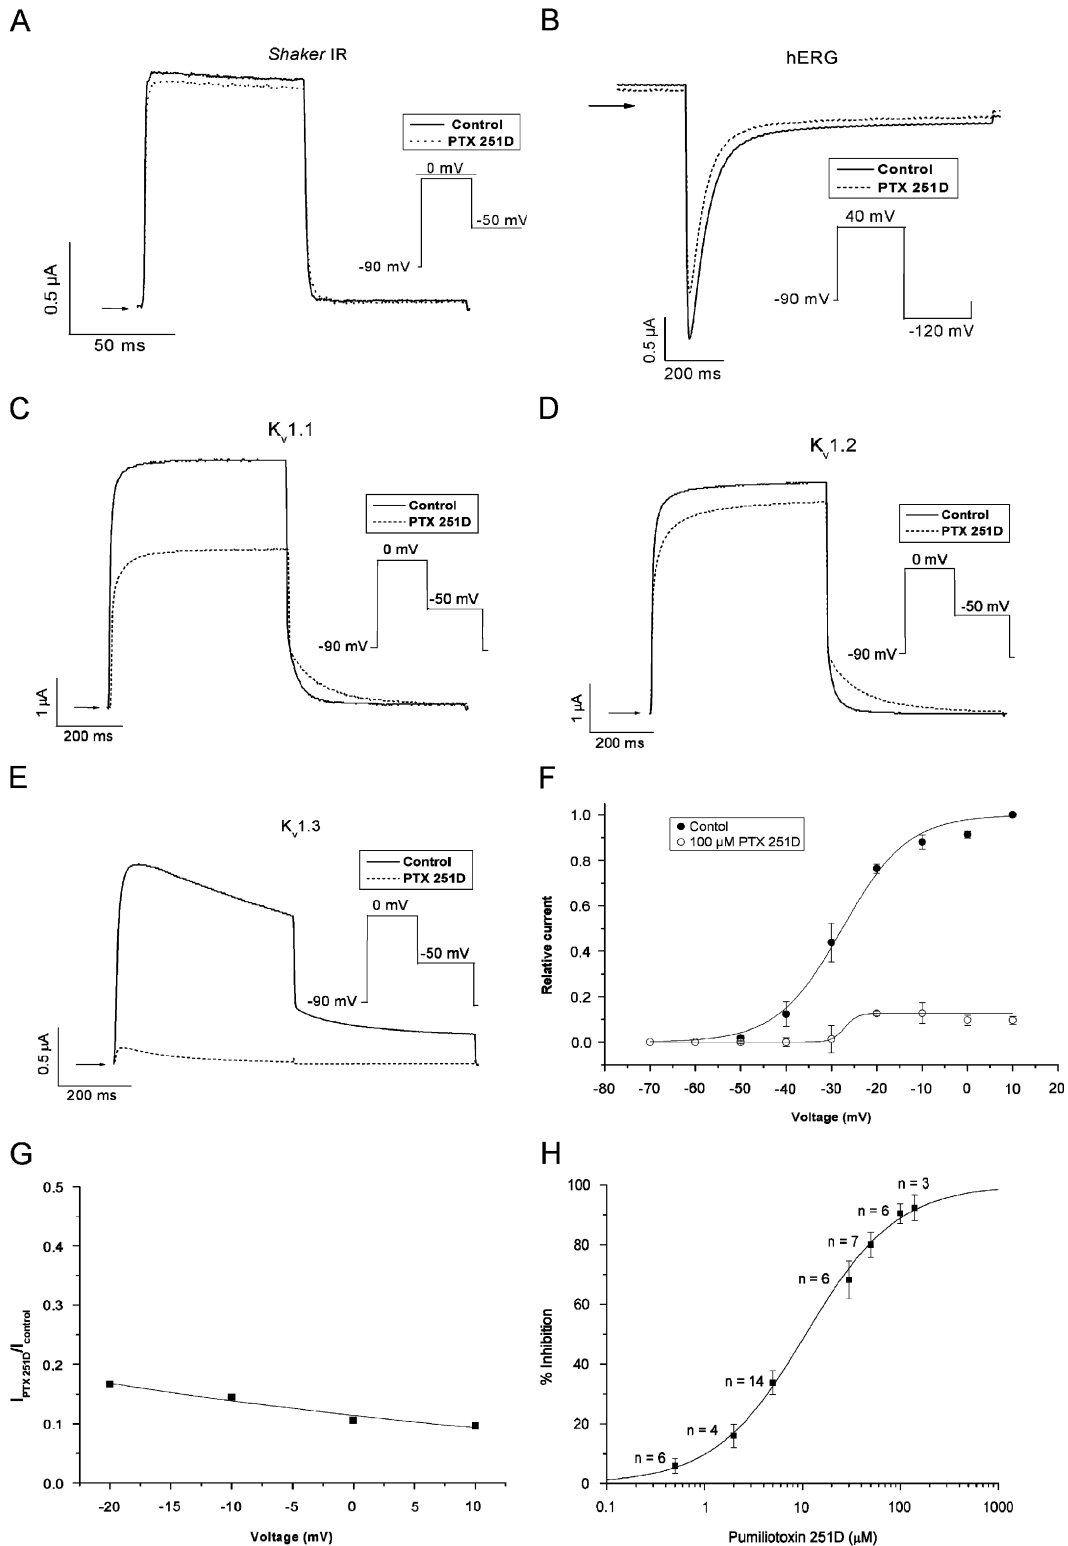 A
Shaker IR
Control
PTX 251D
0 mV
-50 mV
-90 mV
0.5 µA
50 ms
B
hERG
Control
PTX 251D
40 mV
-90 mV
-120 mV
0.5 µA
200 ms
C
Kv1.1
Control
PTX 251D
0 mV
-50 mV
-90 mV
1 µA
200 ms
D
Kv1.2
Control
PTX 251D
0 mV
-50 mV
-90 mV
1 µA
200 ms
E
Kv1.3
Control
PTX 251D
0 mV
-50 mV
-90 mV
0.5 µA
200 ms
F
Contol
100 µM PTX 251D
Relative current
1.0
0.8
0.6
0.4
0.2
0.0
-80 -70 -60 -50 -40 -30 -20 -10 0 10 20
Voltage (mV)
G
I PTX 251D/I control
0.5
0.4
0.3
0.2
0.1
0.0
-20 -15 -10 -5 0 5 10
Voltage (mV)
H
% Inhibition
100
80
60
40
20
0
n = 3
n = 6
n = 7
n = 6
n = 14
n = 4
n = 6
0.1 1 10 100 1000
Pumiliotoxin 251D (µM)